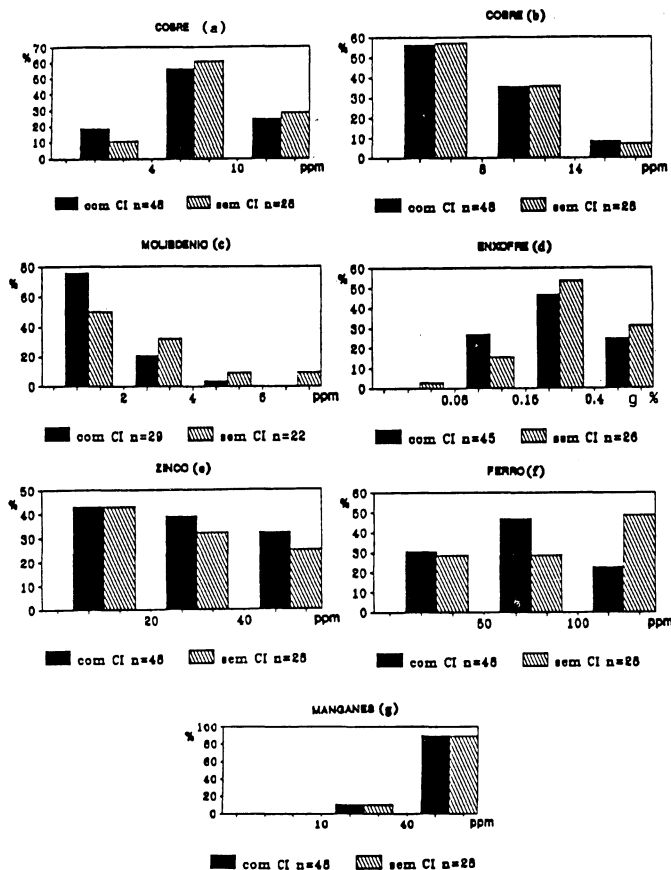 COBRE (a)
%
70
60
50
40
30
20
10
0
4 10 ppm
com CI n=48 sem CI n=28
COBRE (b)
%
60
50
40
30
20
10
0
8 14 ppm
com CI n=48 sem CI n=28
MOLIBDENIO (c)
%
80
60
40
20
0
2 4 6 ppm
com CI n=29 sem CI n=22
ENXOFRE (d)
%
60
50
40
30
20
10
0
0.05 0.15 0.4 g %
com CI n=45 sem CI n=26
ZINCO (e)
%
50
40
30
20
10
0
20 40 ppm
com CI n=48 sem CI n=28
FERRO (f)
%
60
50
40
30
20
10
0
50 100 ppm
com CI n=48 sem CI n=28
MANGANES (g)
%
100
80
60
40
20
0
10 40 ppm
com CI n=48 sem CI n=28